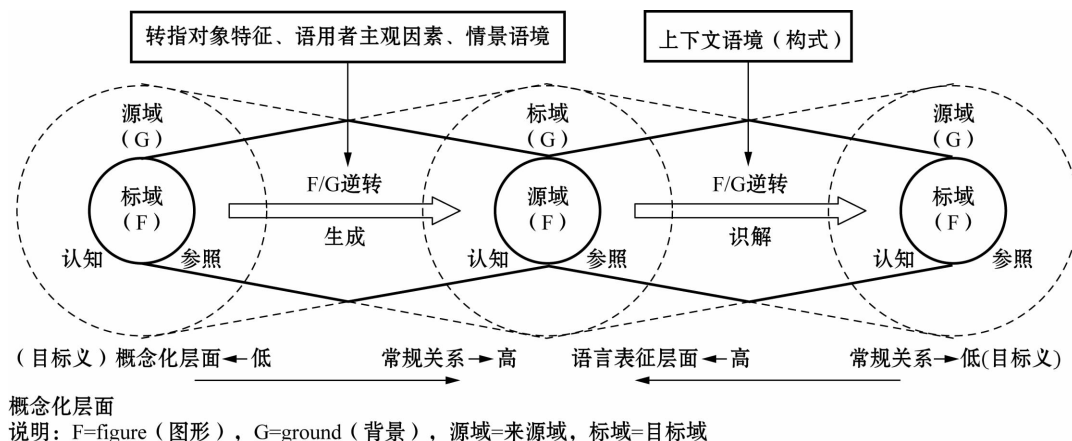 转指对象特征、语用者主观因素、情景语境
上下文语境（构式）
源域
（G）
标域
（G）
源域
（G）
标域
（F）
F/G逆转
源域
（F）
F/G逆转
标域
（F）
认知
参照
生成
认知
参照
识解
认知
参照
（目标义）概念化层面←低
常规关系→高
语言表征层面←高
常规关系→低(目标义)
概念化层面
说明：F=figure（图形），G=ground（背景），源域=来源域，标域=目标域